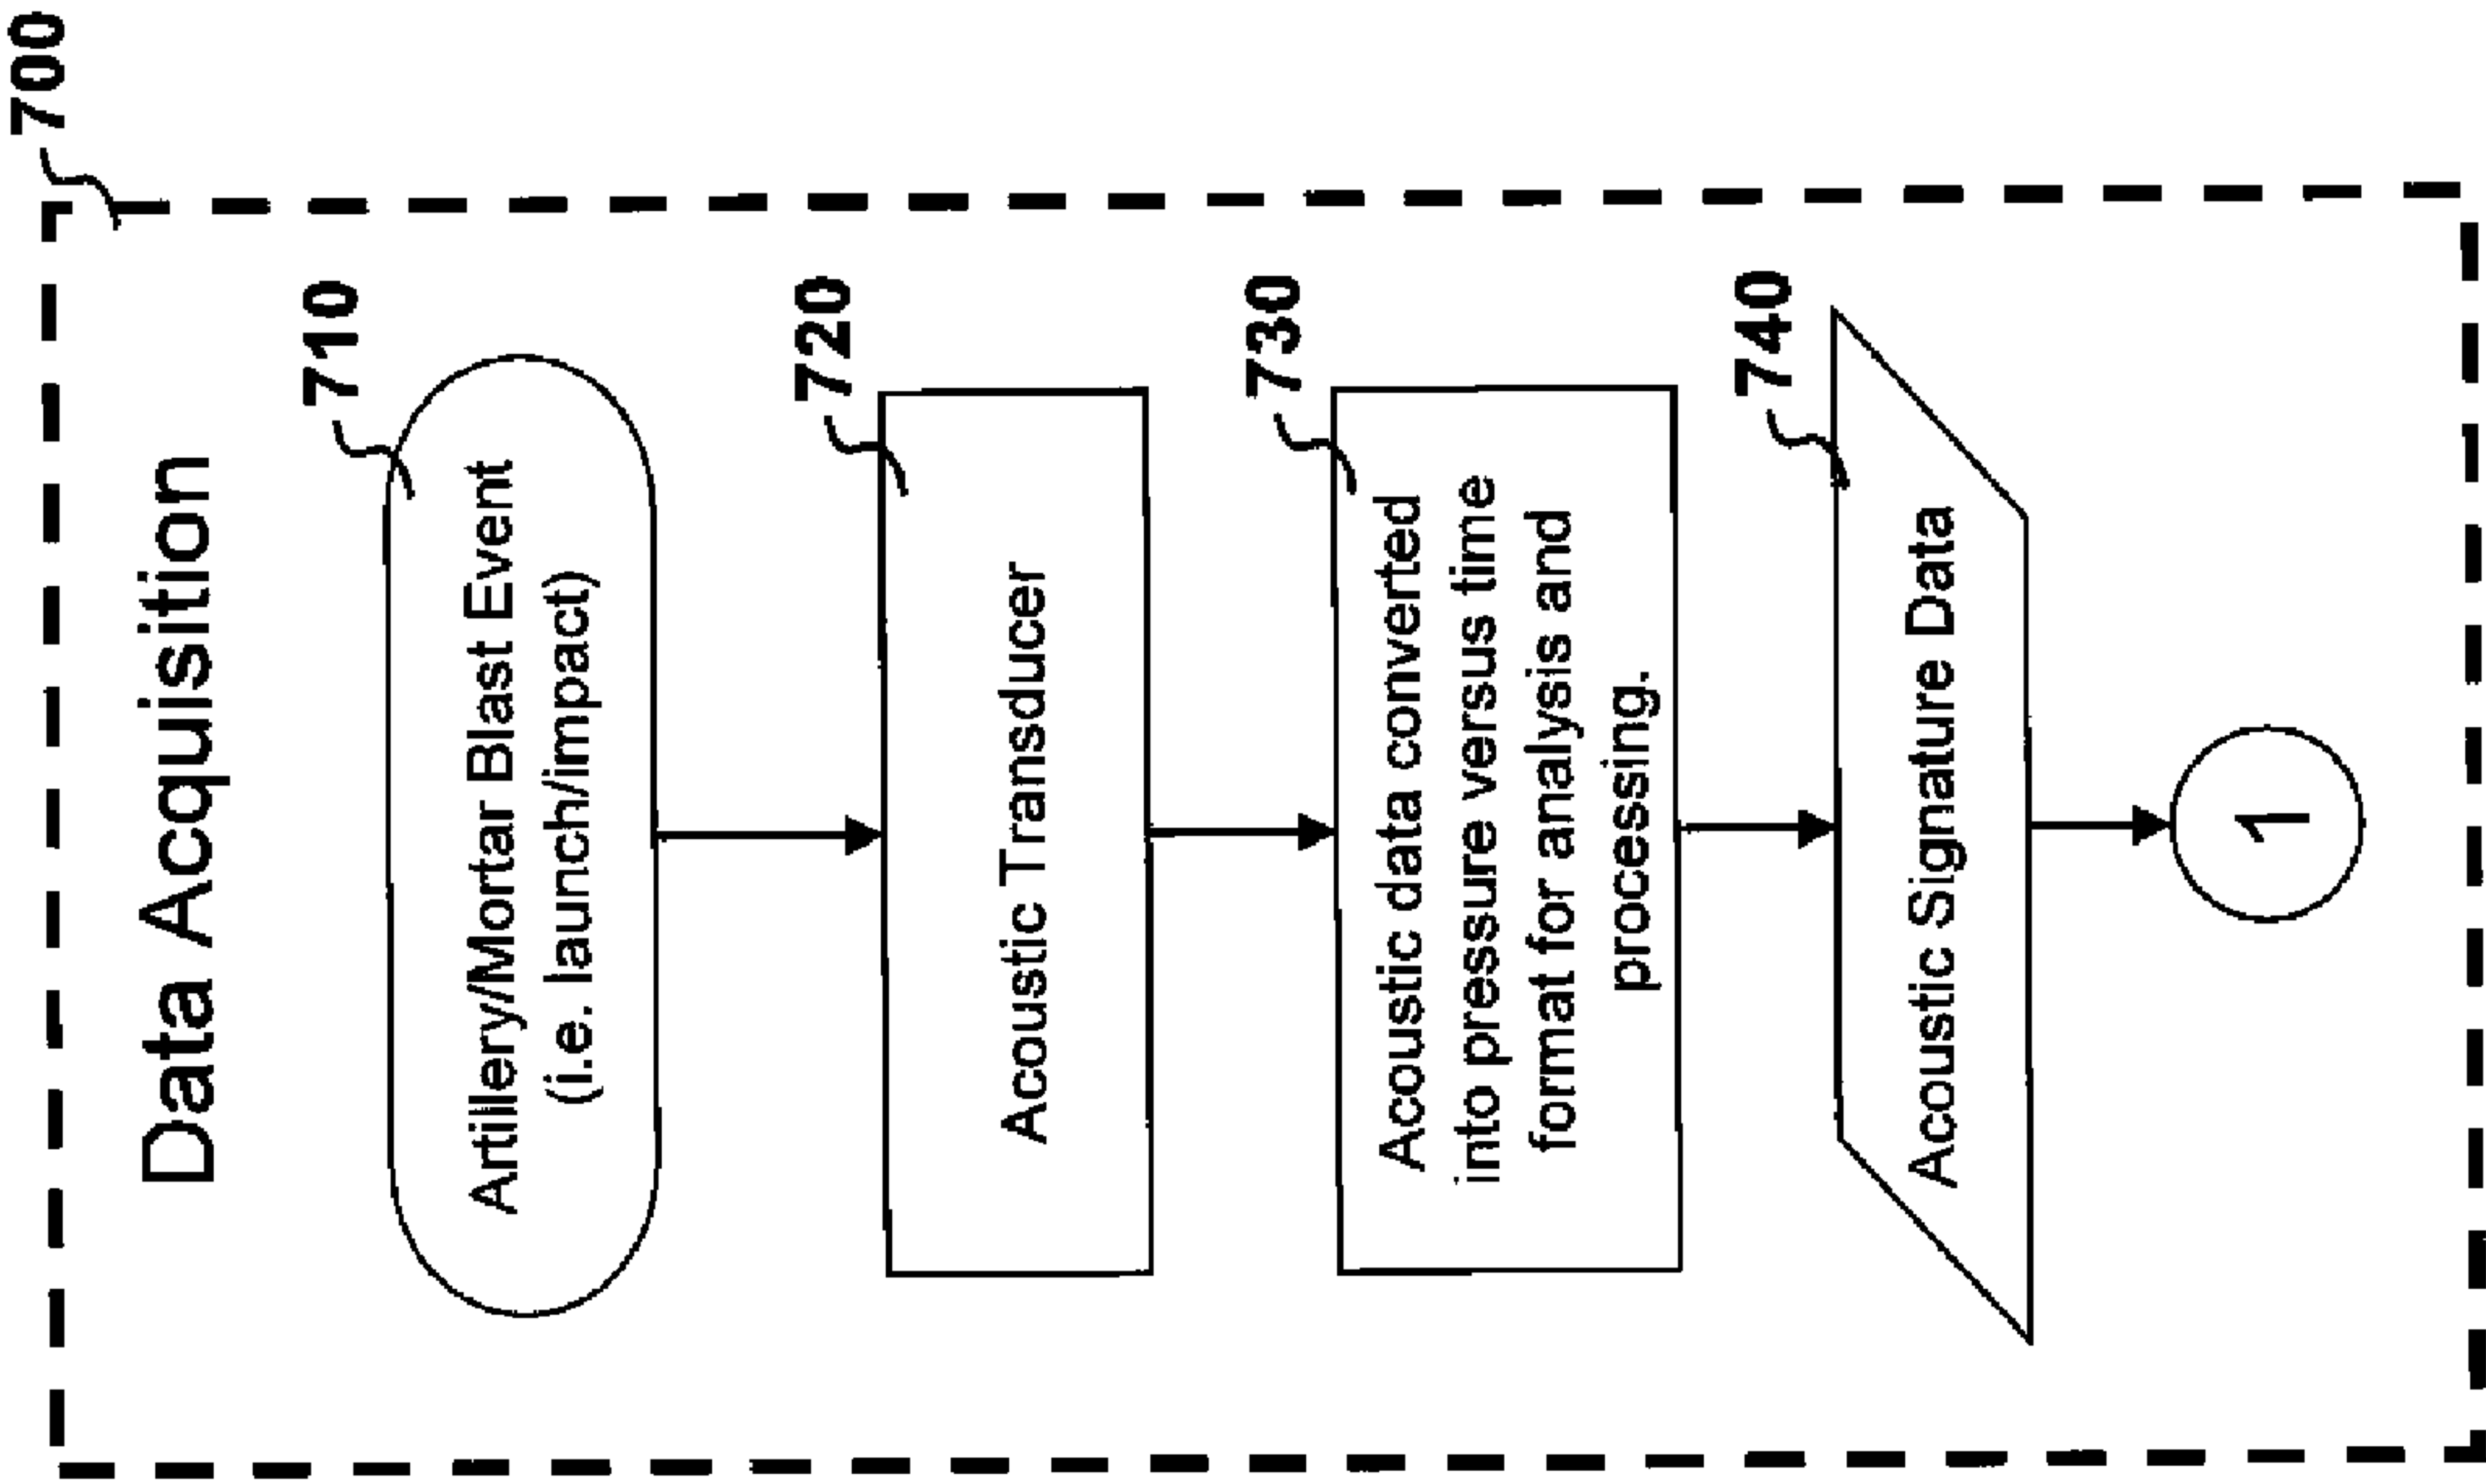 700
Data Acquisition
710
Artillery/Mortar Blast Event
(i.e. launch/impact)
720
Acoustic Transducer
730
Acoustic data converted
into pressure versus time
format for analysis and
processing.
740
Acoustic Signature Data
1